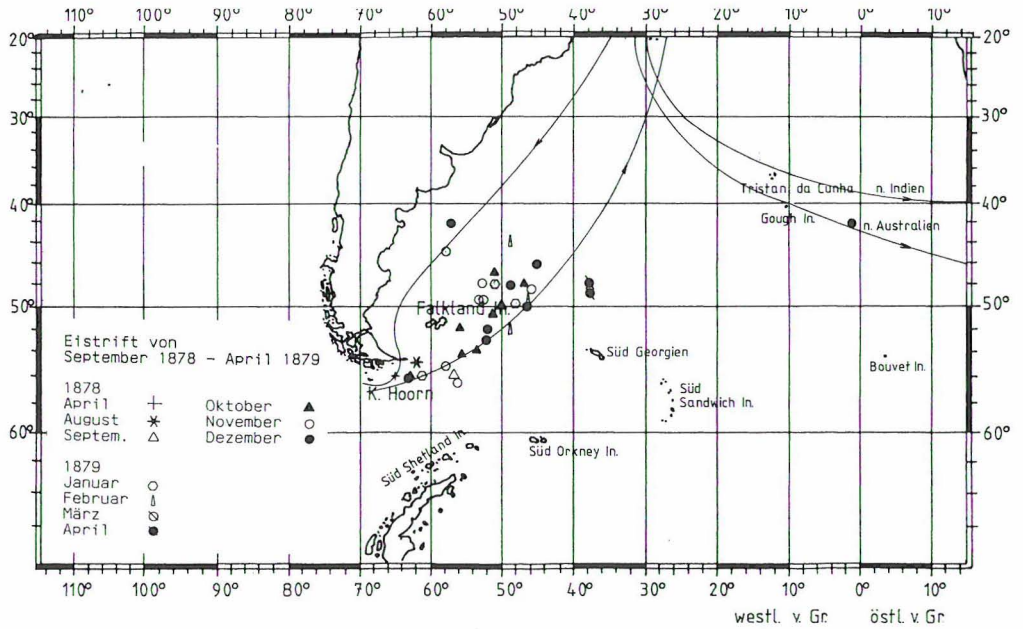 110° 100° 90° 80° 70° 60° 50° 40° 30° 20° 10° 0° 10°
20° 20°
30° 30°
Tristan da Cunha n. Indien
40° 40°
Gough In. n. Australien
50° Falkland In. 50°
Eistrift von
September 1878 - April 1879
Süd Georgien
Bouvet In.
1878
April
August
Septem.
Oktober
November
Dezember
K. Hoorn
Süd
Sandwich In.
60° 60°
Süd Shetland In.
Süd Orkney In.
1879
Januar
Februar
März
April
110° 100° 90° 80° 70° 60° 50° 40° 30° 20° 10° 0° 10°
westl. v. Gr. östl. v. Gr